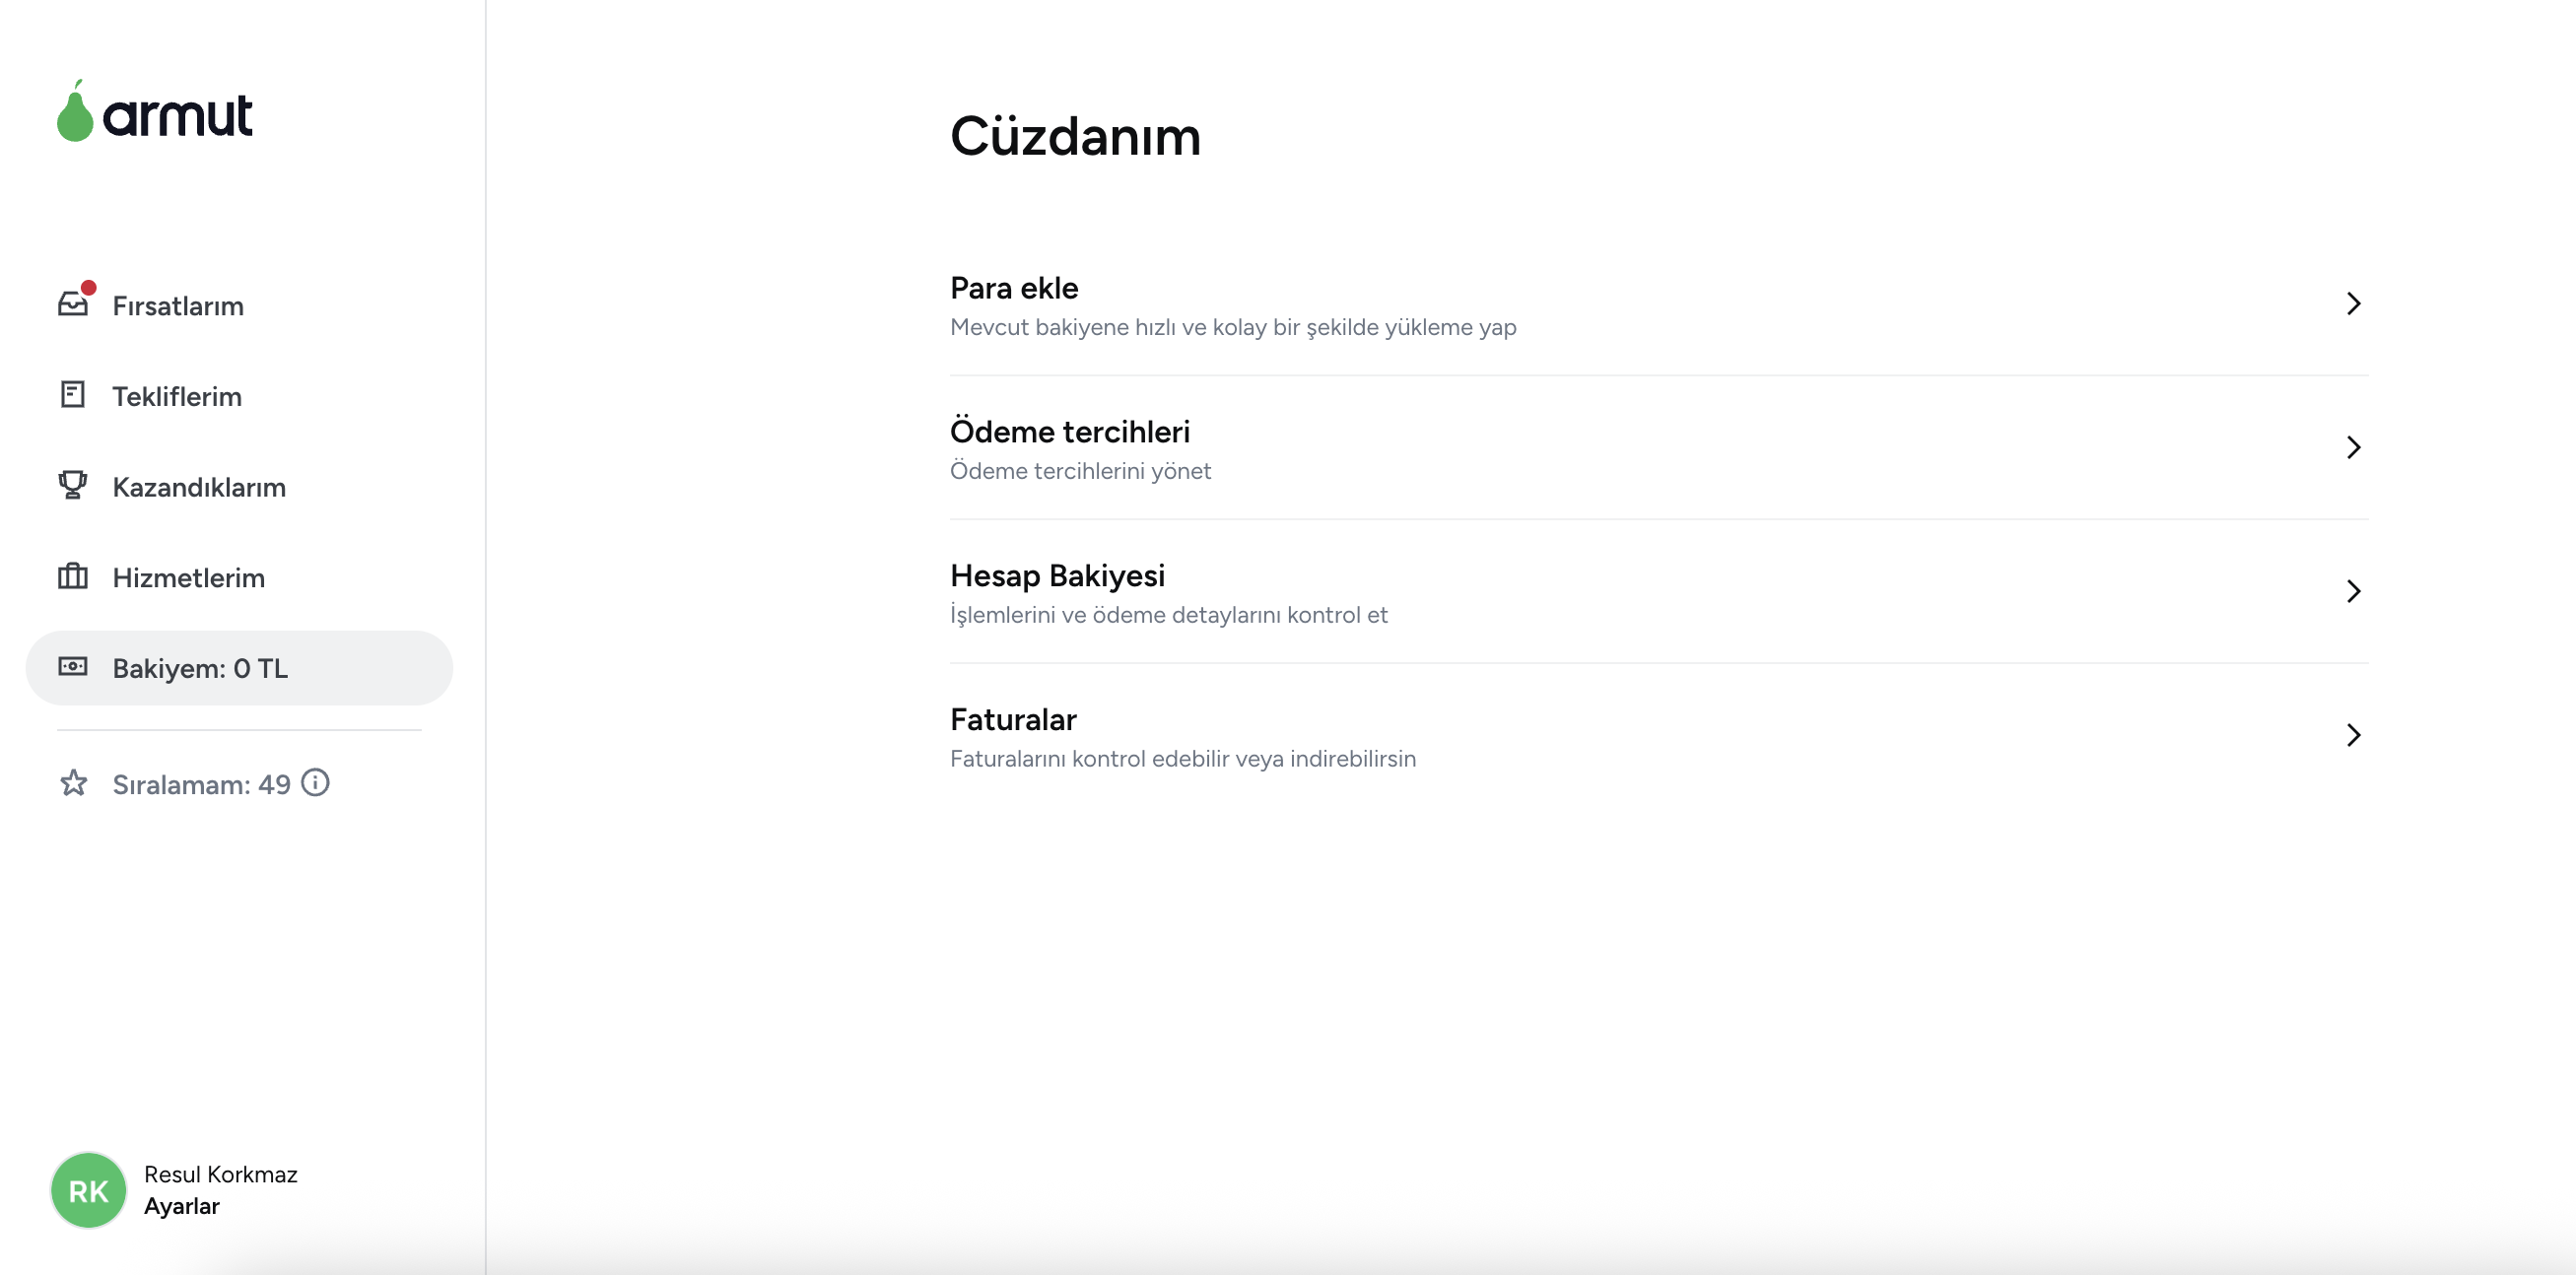 armut
Fırsatlarım
Tekliflerim
Kazandıklarım
Hizmetlerim
Bakiyem: 0 TL
Sıralamam: 49
RK
Resul Korkmaz
Ayarlar
Cüzdanım
Para ekle
Mevcut bakiyene hızlı ve kolay bir şekilde yükleme yap
Ödeme tercihleri
Ödeme tercihlerini yönet
Hesap Bakiyesi
İşlemlerini ve ödeme detaylarını kontrol et
Faturalar
Faturalarını kontrol edebilir veya indirebilirsin